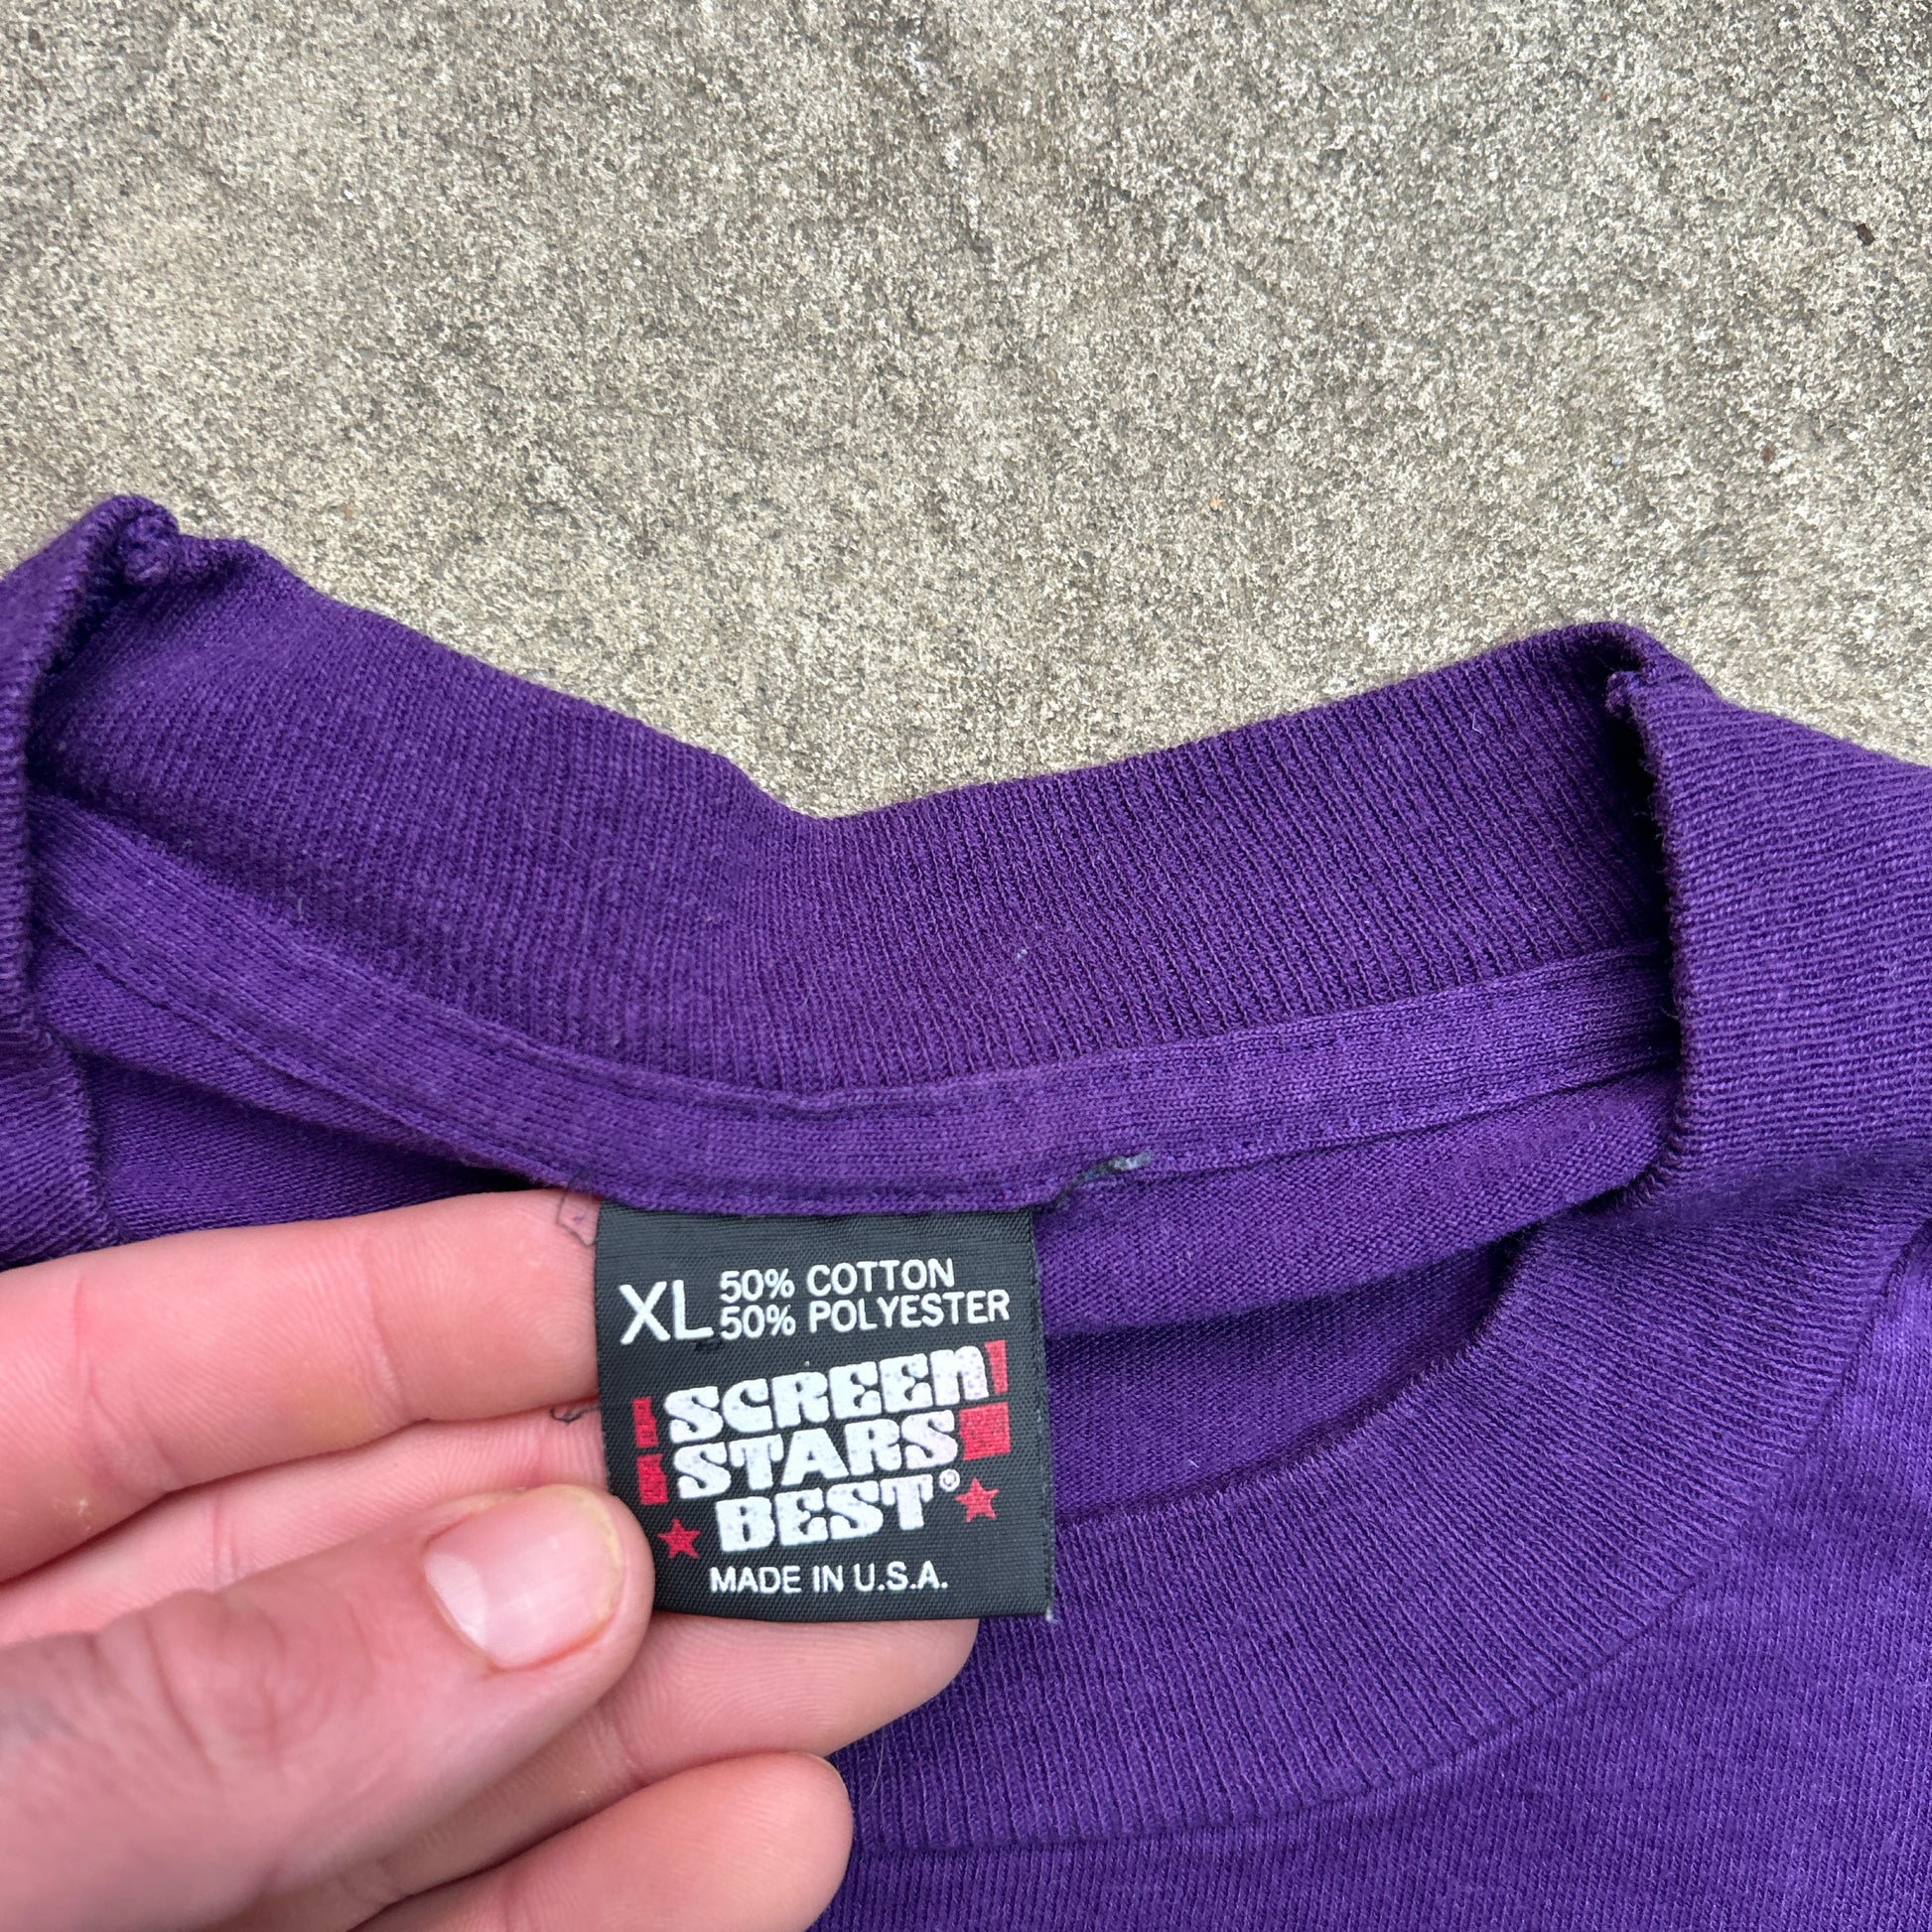 XL 50% COTTON
50% POLYESTER
SCREEN
STARS
BEST®
MADE IN U.S.A.